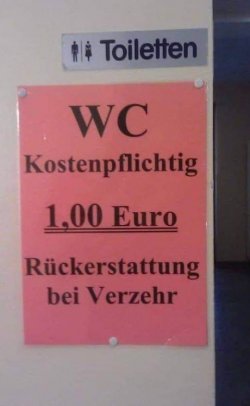 Toiletten
WC
Kostenpflichtig
1,00 Euro
Rückerstattung
bei Verzehr